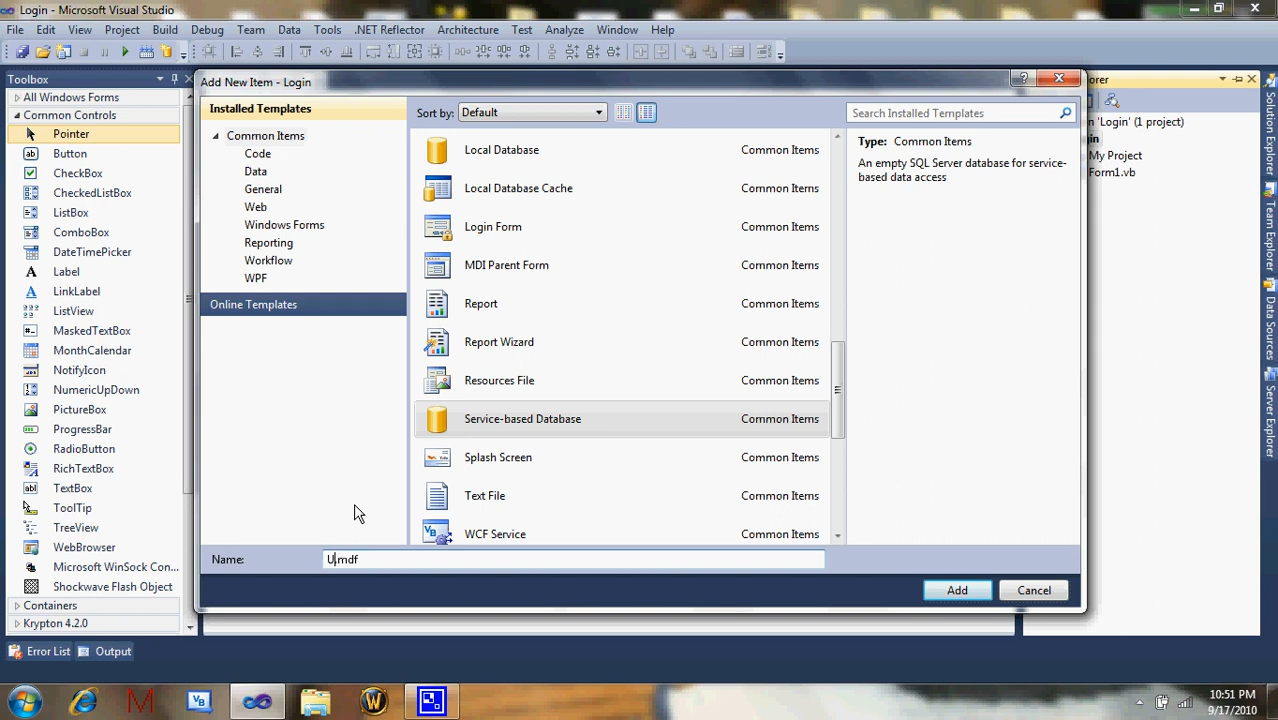 Login - Microsoft Visual Studio
File Edit View Project Build Debug Team Data Tools .NET Reflector Architecture Test Analyze Window Help
Toolbox
All Windows Forms
Common Controls
Pointer
Button
CheckBox
CheckedListBox
ListBox
ComboBox
DateTimePicker
Label
LinkLabel
ListView
MaskedTextBox
MonthCalendar
NotifyIcon
NumericUpDown
PictureBox
ProgressBar
RadioButton
RichTextBox
TextBox
ToolTip
TreeView
WebBrowser
Microsoft WinSock Con...
Shockwave Flash Object
Containers
Krypton 4.2.0
Error List Output
Add New Item - Login
Installed Templates
Common Items
Code
Data
General
Web
Windows Forms
Reporting
Workflow
WPF
Online Templates
Sort by: Default
Local Database Common Items
Local Database Cache Common Items
Login Form Common Items
MDI Parent Form Common Items
Report Common Items
Report Wizard Common Items
Resources File Common Items
Service-based Database Common Items
Splash Screen Common Items
Text File Common Items
WCF Service Common Items
Search Installed Templates
Type: Common Items
An empty SQL Server database for service-
based data access
Name: U.mdf
Add Cancel
orer
n 'Login' (1 project)
in
My Project
Form1.vb
Solution Explorer
Team Explorer
Data Sources
Server Explorer
10:51 PM
9/17/2010